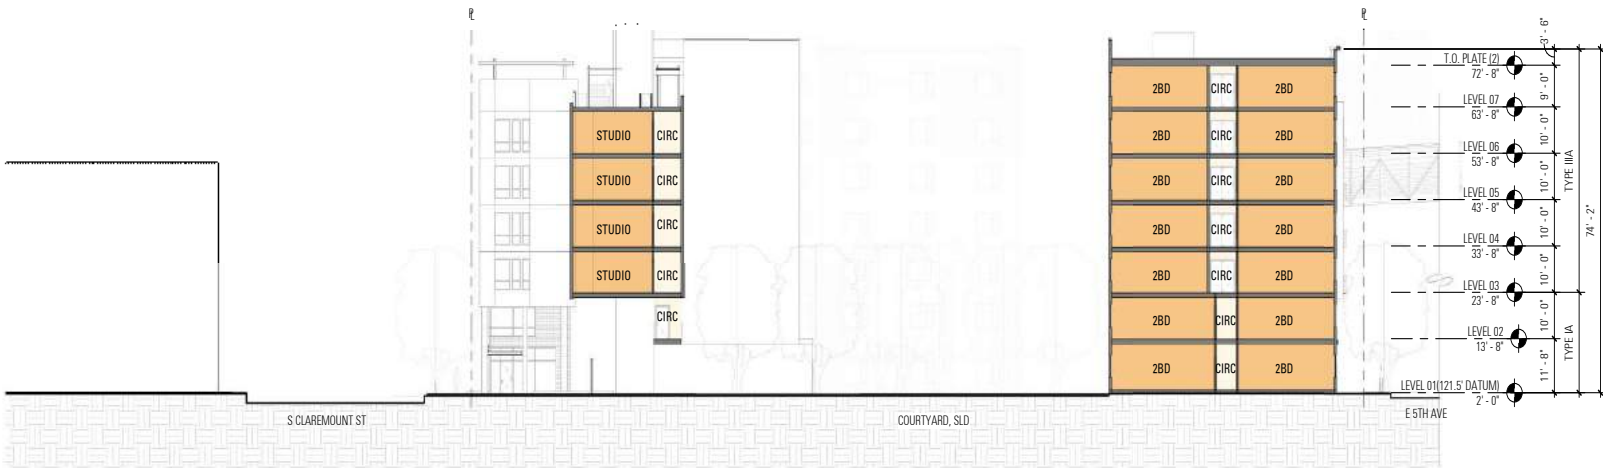 PL
PL
3' - 6"
T.O. PLATE (2)
72' - 8"
9' - 0"
2BD CIRC 2BD
LEVEL 07
63' - 8"
10' - 0"
STUDIO CIRC
2BD CIRC 2BD
LEVEL 06
53' - 8"
10' - 0"
TYPE IIIA
STUDIO CIRC
2BD CIRC 2BD
LEVEL 05
43' - 8"
10' - 0"
74' - 2"
STUDIO CIRC
2BD CIRC 2BD
LEVEL 04
33' - 8"
10' - 0"
STUDIO CIRC
2BD CIRC 2BD
LEVEL 03
23' - 8"
10' - 0"
CIRC
2BD CIRC 2BD
LEVEL 02
13' - 8"
TYPE IA
11' - 8"
2BD CIRC 2BD
LEVEL 01(121.5' DATUM)
2' - 0"
S CLAREMOUNT ST
COURTYARD, SLD
E 5TH AVE